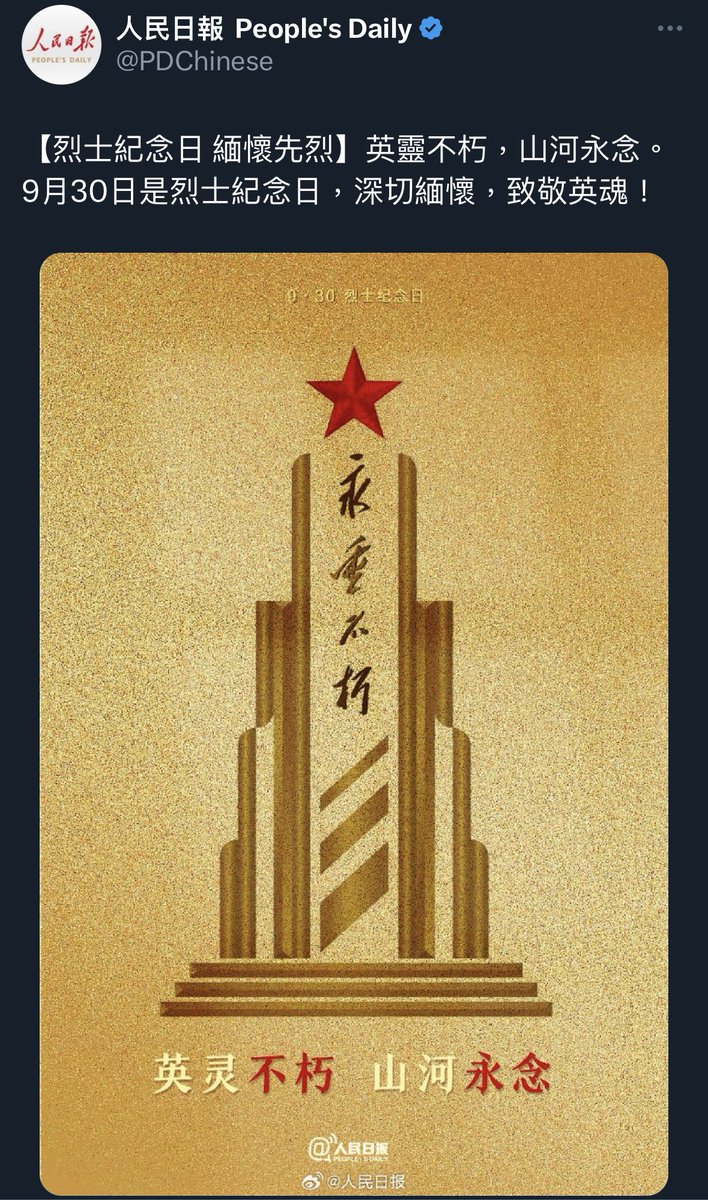 人民日報
PEOPLE'S DAILY
人民日報 People's Daily
@PDChinese
【烈士紀念日 緬懷先烈】英靈不朽，山河永念。
9月30日是烈士紀念日，深切緬懷，致敬英魂！
9·30 烈士纪念日
永垂不朽
英灵不朽 山河永念
@人民日报
PEOPLE'S DAILY
@人民日报